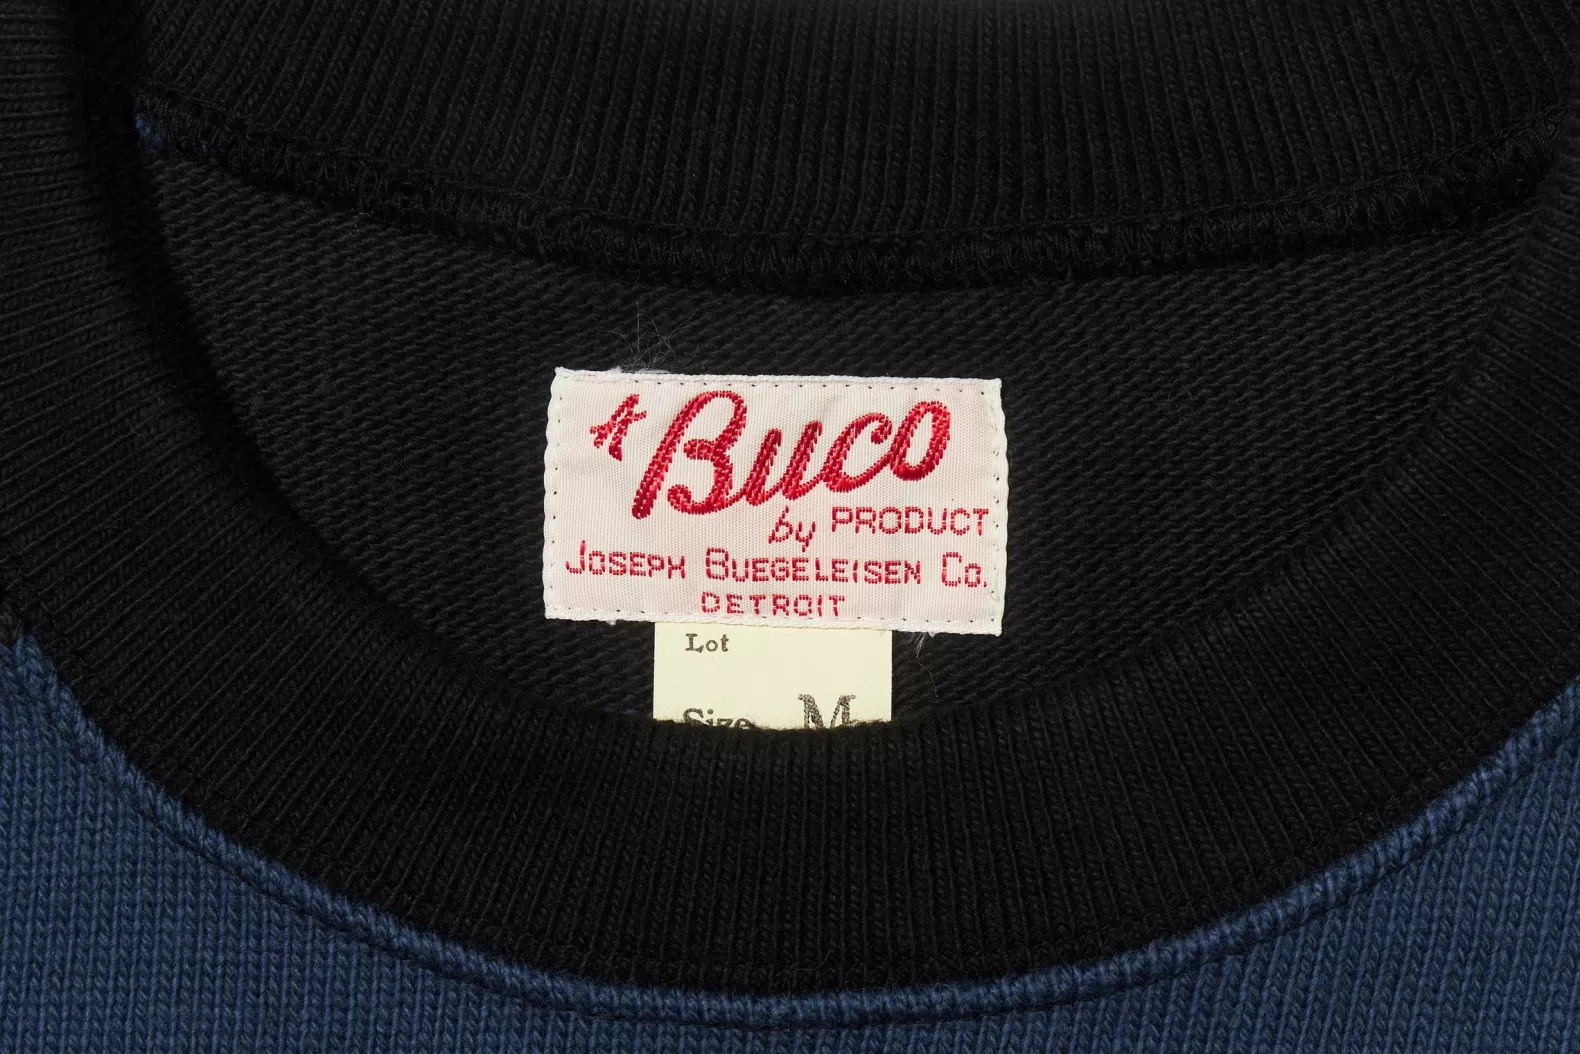 A Buco
by PRODUCT
JOSEPH BUEGELEISEN Co.
DETROIT
Lot
Size M